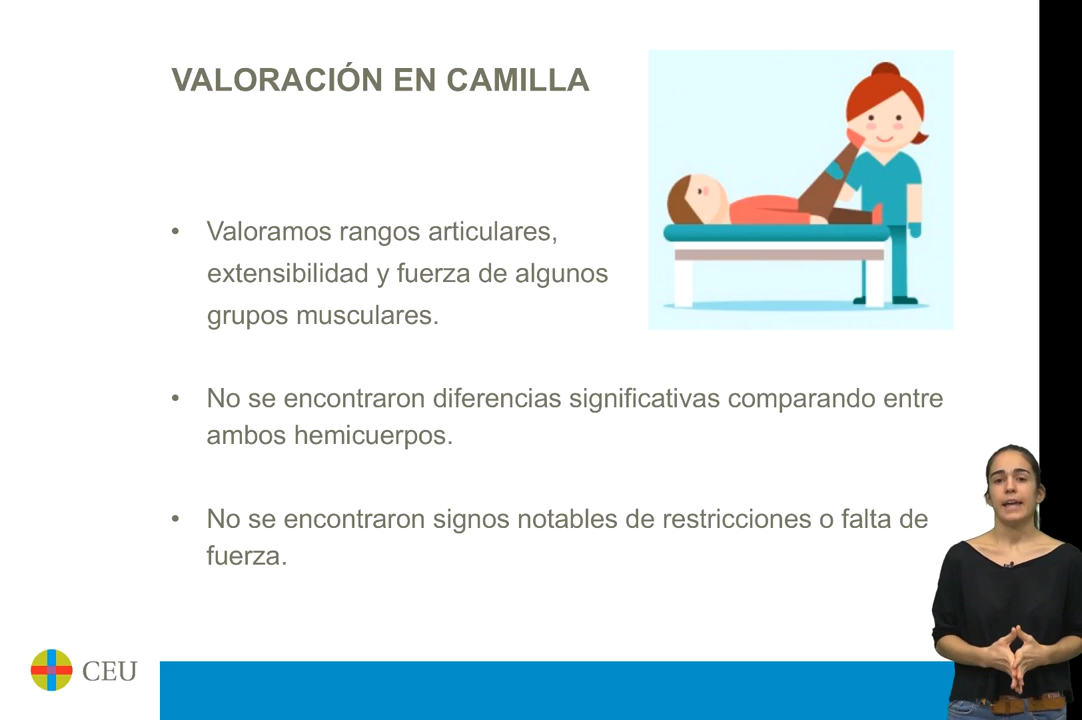 VALORACIÓN EN CAMILLA
• Valoramos rangos articulares,
extensibilidad y fuerza de algunos
grupos musculares.
• No se encontraron diferencias significativas comparando entre
ambos hemicuerpos.
• No se encontraron signos notables de restricciones o falta de
fuerza.
CEU